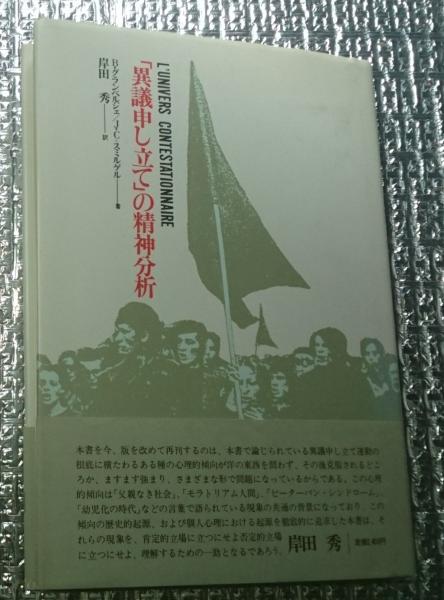 L'UNIVERS CONTESTATIONNAIRE
「異議申し立て」の精神分析
B・グランベルジェ/J・C・スミルゲル──著
岸田 秀──訳
本書を今、版を改めて再刊するのは、本書で論じられている異議申し立て運動の
根底に横たわるある種の心理的傾向が洋の東西を問わず、その後克服されるどこ
ろか、ますます強まり、さまざまな形で問題になっているからである。この心理
的傾向は「父親なき社会」、「モラトリアム人間」、「ピーターパン・シンドローム」、
「幼児化の時代」などの言葉で語られている現象の共通の背景になっており、この
傾向の歴史的起源、および個人心理における起源を徹底的に追求した本書は、そ
れらの現象を、肯定的立場に立つにせよ否定的立場
に立つにせよ、理解するための一助となるであろう。
岸田 秀